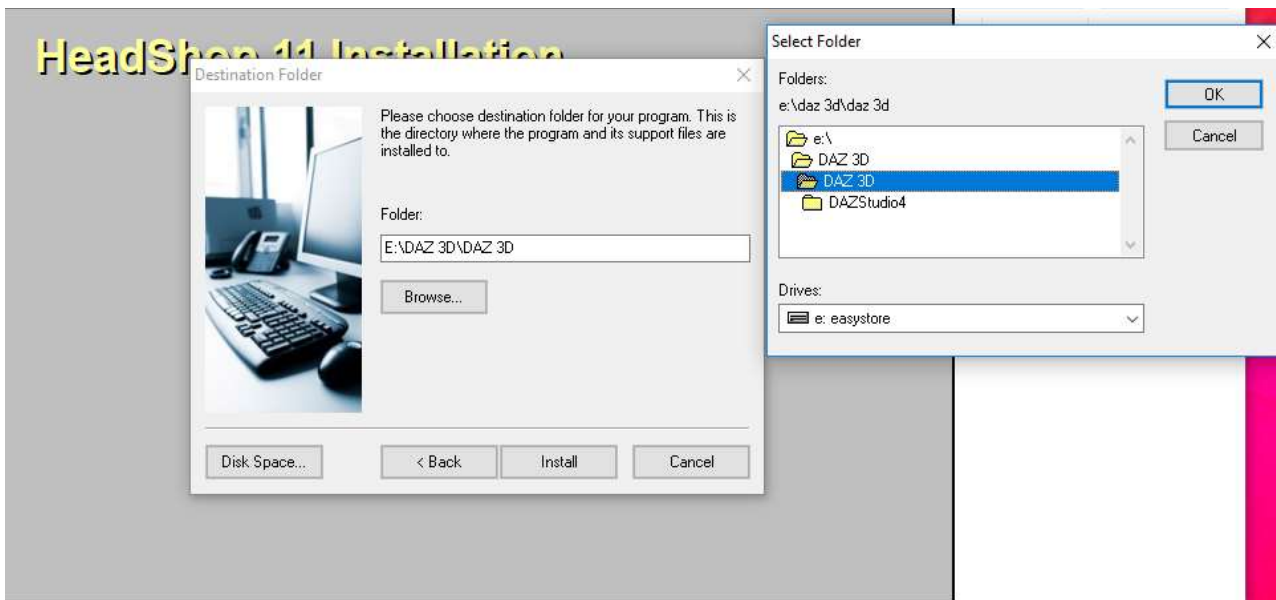 HeadShop 11 Installation
Destination Folder
Please choose destination folder for your program. This is
the directory where the program and its support files are
installed to.
Folder:
E:\DAZ 3D\DAZ 3D
Browse...
Disk Space...
< Back
Install
Cancel
Select Folder
Folders:
e:\daz 3d\daz 3d
OK
Cancel
e:\
DAZ 3D
DAZ 3D
DAZStudio4
Drives:
e: easystore